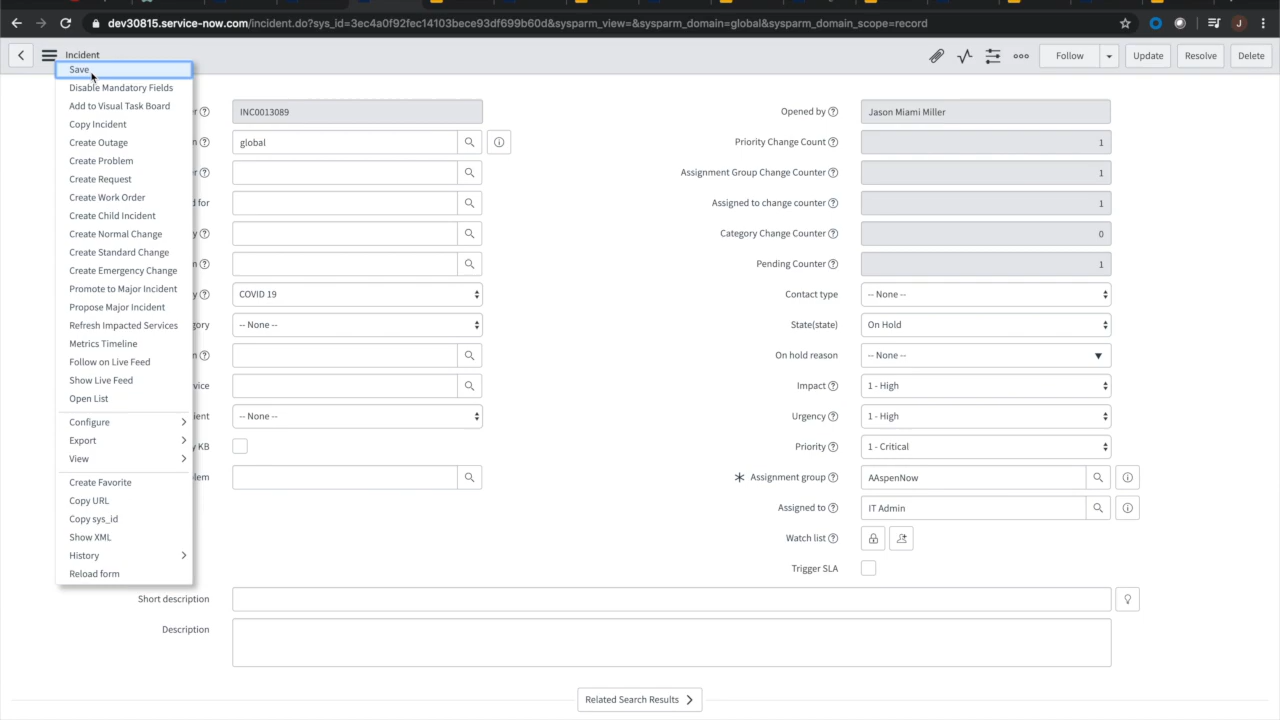 dev30815.service-now.com/incident.do?sys_id=3ec4a0f92fec14103bece93df699b60d&sysparm_view=&sysparm_domain=global&sysparm_domain_scope=record
J
Incident
Follow
Update
Resolve
Delete
Save
Disable Mandatory Fields
Add to Visual Task Board
Copy Incident
Create Outage
Create Problem
Create Request
Create Work Order
Create Child Incident
Create Normal Change
Create Standard Change
Create Emergency Change
Promote to Major Incident
Propose Major Incident
Refresh Impacted Services
Metrics Timeline
Follow on Live Feed
Show Live Feed
Open List
Configure
Export
View
Create Favorite
Copy URL
Copy sys_id
Show XML
History
Reload form
r
INC0013089
n
global
r
d for
y
n
y
COVID 19
gory
-- None --
n
vice
ient
-- None --
y KB
lem
Opened by
Jason Miami Miller
Priority Change Count
1
Assignment Group Change Counter
1
Assigned to change counter
1
Category Change Counter
0
Pending Counter
1
Contact type
-- None --
State(state)
On Hold
On hold reason
-- None --
Impact
1 - High
Urgency
1 - High
Priority
1 - Critical
Assignment group
AAspenNow
Assigned to
IT Admin
Watch list
Trigger SLA
Short description
Description
Related Search Results